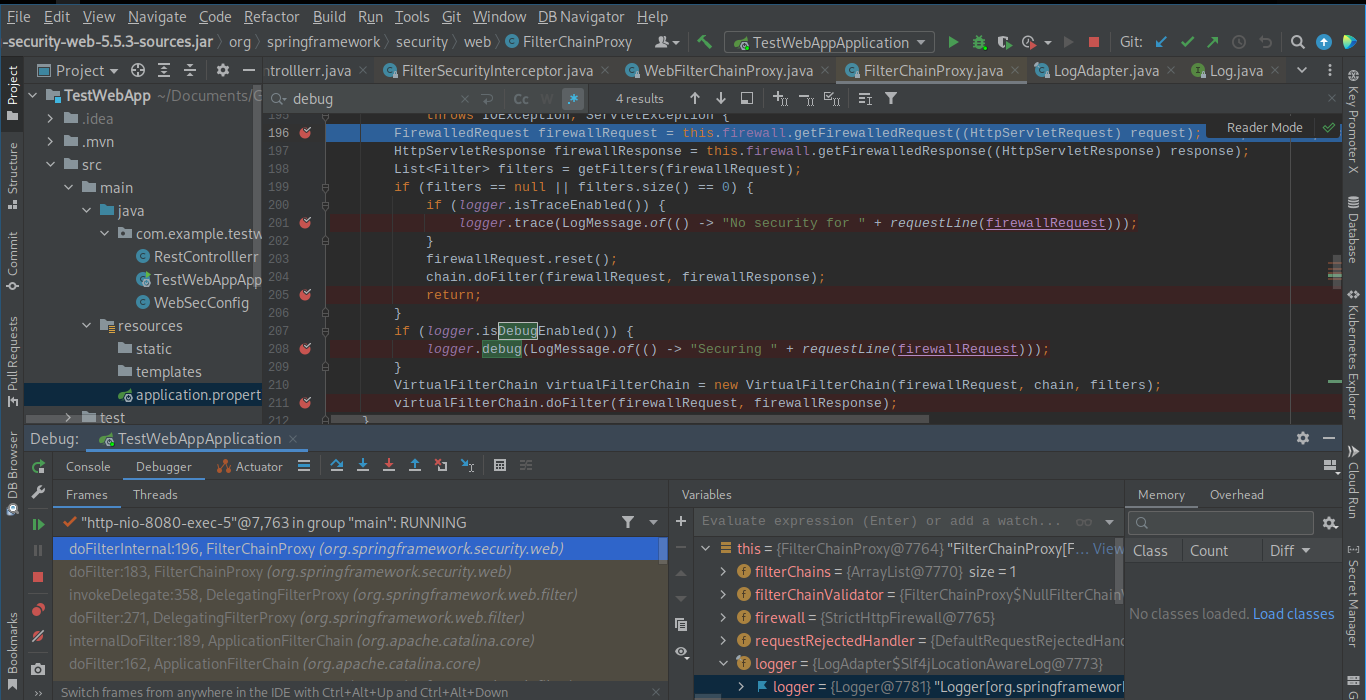 File Edit View Navigate Code Refactor Build Run Tools Git Window DB Navigator Help
-security-web-5.5.3-sources.jar org springframework security web FilterChainProxy TestWebAppApplication Git:
Project ntrolllerr.java FilterSecurityInterceptor.java WebFilterChainProxy.java FilterChainProxy.java LogAdapter.java Log.java
TestWebApp ~/Documents/G
.idea
.mvn
src
main
java
com.example.testw
RestControlllerr
TestWebAppApp
WebSecConfig
resources
static
templates
application.propert
test
debug Cc W .* 4 results
Reader Mode
195 throws IOException, ServletException {
196 FirewalledRequest firewallRequest = this.firewall.getFirewalledRequest((HttpServletRequest) request);
197 HttpServletResponse firewallResponse = this.firewall.getFirewalledResponse((HttpServletResponse) response);
198 List<Filter> filters = getFilters(firewallRequest);
199 if (filters == null || filters.size() == 0) {
200 if (logger.isTraceEnabled()) {
201 logger.trace(LogMessage.of(() -> "No security for " + requestLine(firewallRequest)));
202 }
203 firewallRequest.reset();
204 chain.doFilter(firewallRequest, firewallResponse);
205 return;
206 }
207 if (logger.isDebugEnabled()) {
208 logger.debug(LogMessage.of(() -> "Securing " + requestLine(firewallRequest)));
209 }
210 VirtualFilterChain virtualFilterChain = new VirtualFilterChain(firewallRequest, chain, filters);
211 virtualFilterChain.doFilter(firewallRequest, firewallResponse);
212 }
Project
Structure
Commit
Pull Requests
DB Browser
Bookmarks
Key Promoter X
Database
Kubernetes Explorer
Cloud Run
Secret Manager
G
Debug: TestWebAppApplication
Console Debugger Actuator
Frames Threads
"http-nio-8080-exec-5"@7,763 in group "main": RUNNING
doFilterInternal:196, FilterChainProxy (org.springframework.security.web)
doFilter:183, FilterChainProxy (org.springframework.security.web)
invokeDelegate:358, DelegatingFilterProxy (org.springframework.web.filter)
doFilter:271, DelegatingFilterProxy (org.springframework.web.filter)
internalDoFilter:189, ApplicationFilterChain (org.apache.catalina.core)
doFilter:162, ApplicationFilterChain (org.apache.catalina.core)
Switch frames from anywhere in the IDE with Ctrl+Alt+Up and Ctrl+Alt+Down
Variables
Evaluate expression (Enter) or add a watch...
this = {FilterChainProxy@7764} "FilterChainProxy[F... View
filterChains = {ArrayList@7770} size = 1
filterChainValidator = {FilterChainProxy$NullFilterChainV
firewall = {StrictHttpFirewall@7765}
requestRejectedHandler = {DefaultRequestRejectedHand
logger = {LogAdapter$Slf4jLocationAwareLog@7773}
logger = {Logger@7781} "Logger[org.springframework
Memory Overhead
Class Count Diff
No classes loaded. Load classes